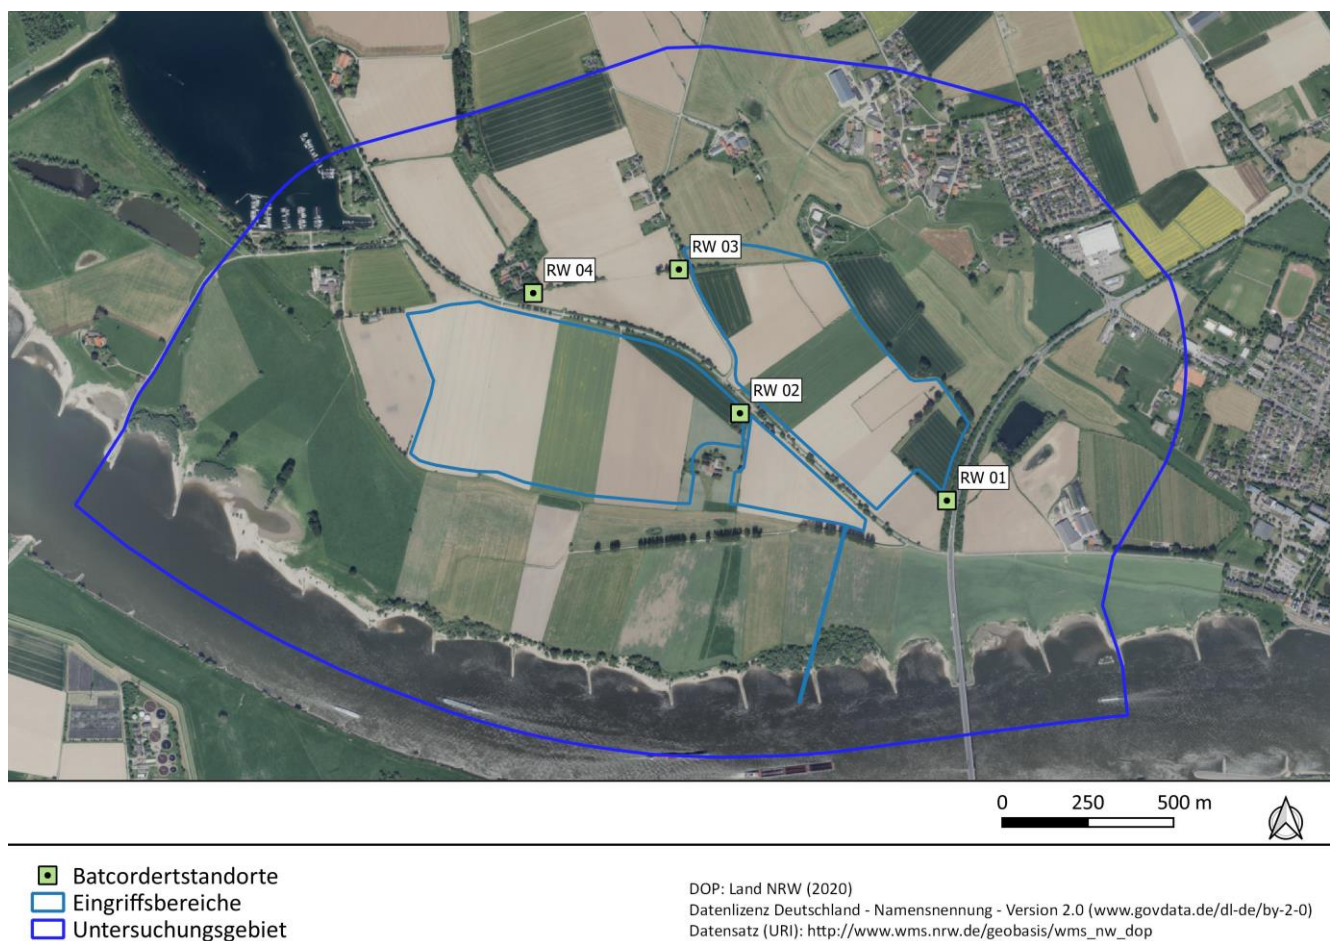 RW 03
RW 04
RW 02
RW 01
0 250 500 m
Batcordertstandorte
Eingriffsbereiche
Untersuchungsgebiet
DOP: Land NRW (2020)
Datenlizenz Deutschland - Namensnennung - Version 2.0 (www.govdata.de/dl-de/by-2-0)
Datensatz (URI): http://www.wms.nrw.de/geobasis/wms_nw_dop